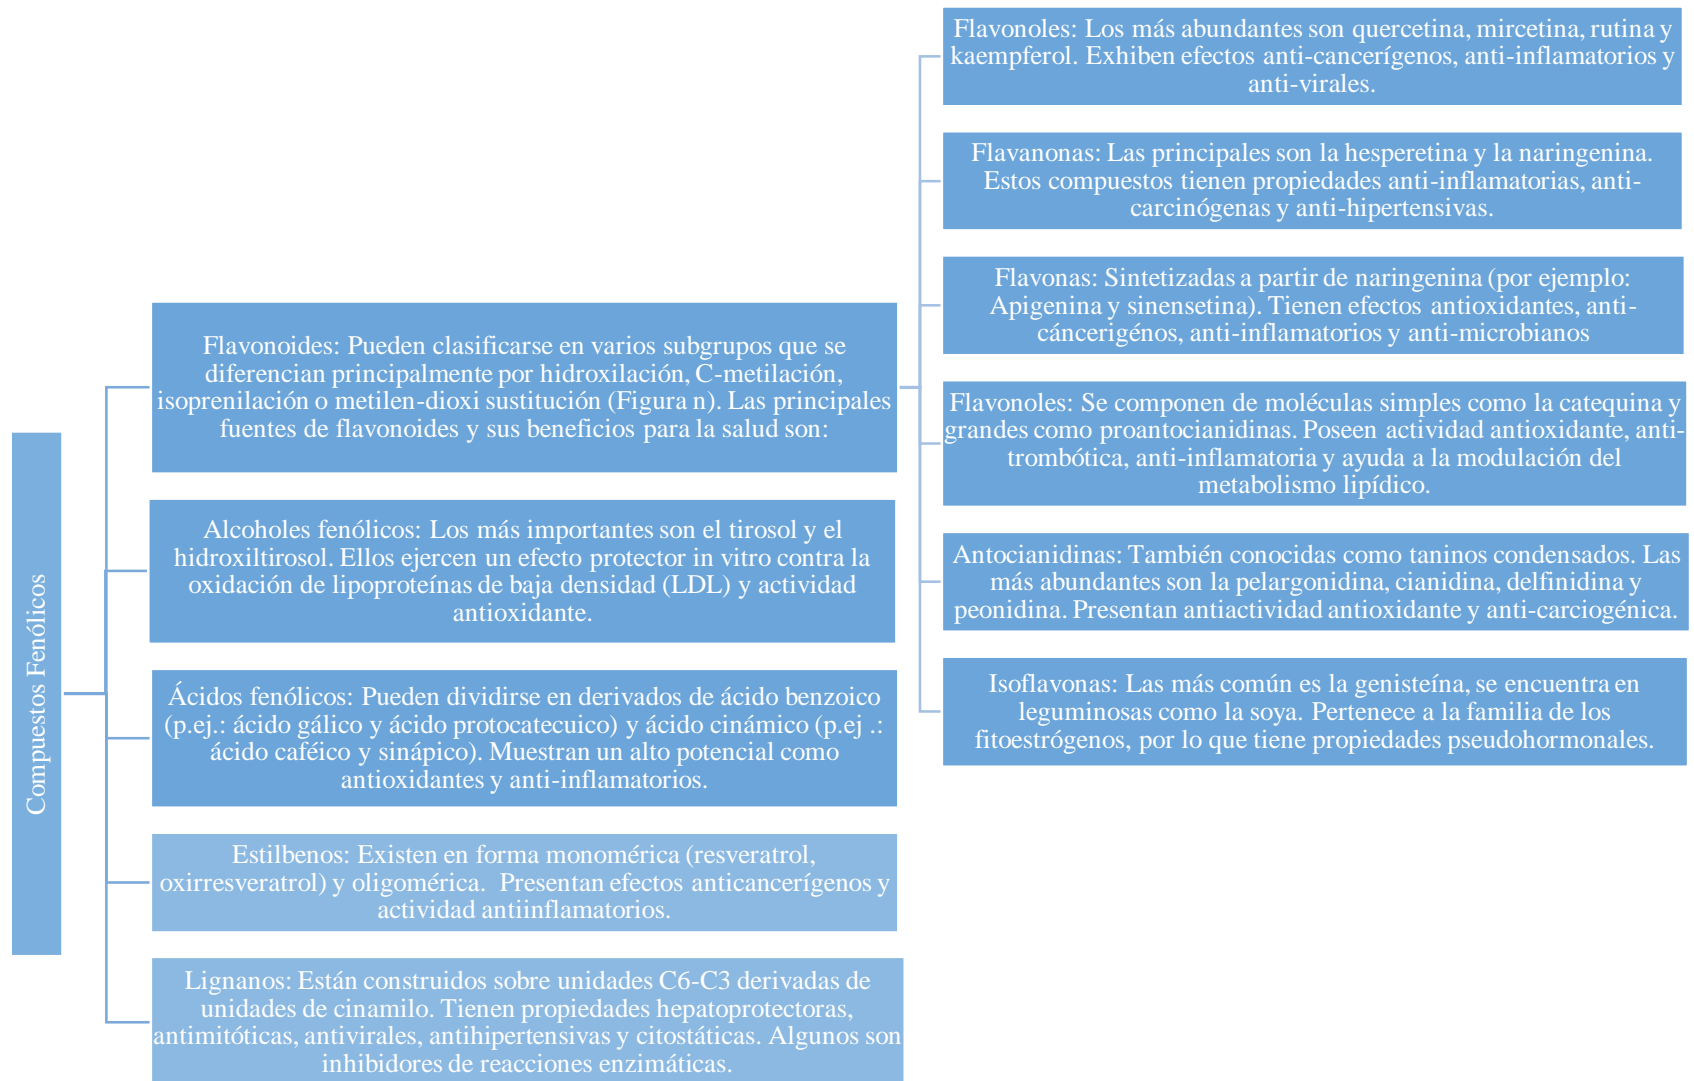 Compuestos Fenólicos
Flavonoides: Pueden clasificarse en varios subgrupos que se
diferencian principalmente por hidroxilación, C-metilación,
isoprenilación o metilen-dioxi sustitución (Figura n). Las principales
fuentes de flavonoides y sus beneficios para la salud son:
Flavonoles: Los más abundantes son quercetina, mircetina, rutina y
kaempferol. Exhiben efectos anti-cancerígenos, anti-inflamatorios y
anti-virales.
Flavanonas: Las principales son la hesperetina y la naringenina.
Estos compuestos tienen propiedades anti-inflamatorias, anti-
carcinógenas y anti-hipertensivas.
Flavonas: Sintetizadas a partir de naringenina (por ejemplo:
Apigenina y sinensetina). Tienen efectos antioxidantes, anti-
cáncerigénos, anti-inflamatorios y anti-microbianos
Flavonoles: Se componen de moléculas simples como la catequina y
grandes como proantocianidinas. Poseen actividad antioxidante, anti-
trombótica, anti-inflamatoria y ayuda a la modulación del
metabolismo lipídico.
Antocianidinas: También conocidas como taninos condensados. Las
más abundantes son la pelargonidina, cianidina, delfinidina y
peonidina. Presentan antiactividad antioxidante y anti-carciogénica.
Isoflavonas: Las más común es la genisteína, se encuentra en
leguminosas como la soya. Pertenece a la familia de los
fitoestrógenos, por lo que tiene propiedades pseudohormonales.
Alcoholes fenólicos: Los más importantes son el tirosol y el
hidroxiltirosol. Ellos ejercen un efecto protector in vitro contra la
oxidación de lipoproteínas de baja densidad (LDL) y actividad
antioxidante.
Ácidos fenólicos: Pueden dividirse en derivados de ácido benzoico
(p.ej.: ácido gálico y ácido protocatecuico) y ácido cinámico (p.ej .:
ácido caféico y sinápico). Muestran un alto potencial como
antioxidantes y anti-inflamatorios.
Estilbenos: Existen en forma monomérica (resveratrol,
oxirresveratrol) y oligomérica.  Presentan efectos anticancerígenos y
actividad antiinflamatorios.
Lignanos: Están construidos sobre unidades C6-C3 derivadas de
unidades de cinamilo. Tienen propiedades hepatoprotectoras,
antimitóticas, antivirales, antihipertensivas y citostáticas. Algunos son
inhibidores de reacciones enzimáticas.